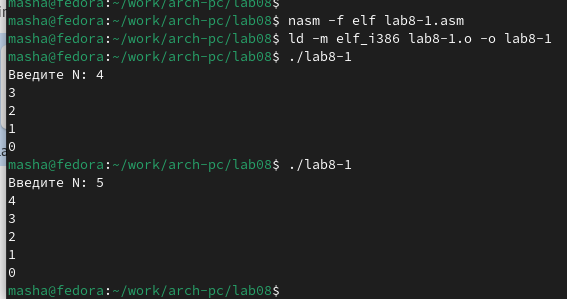 masha@fedora:~/work/arch-pc/lab08$
masha@fedora:~/work/arch-pc/lab08$ nasm -f elf lab8-1.asm
masha@fedora:~/work/arch-pc/lab08$ ld -m elf_i386 lab8-1.o -o lab8-1
masha@fedora:~/work/arch-pc/lab08$ ./lab8-1
Введите N: 4
3
2
1
0
masha@fedora:~/work/arch-pc/lab08$ ./lab8-1
Введите N: 5
4
3
2
1
0
masha@fedora:~/work/arch-pc/lab08$